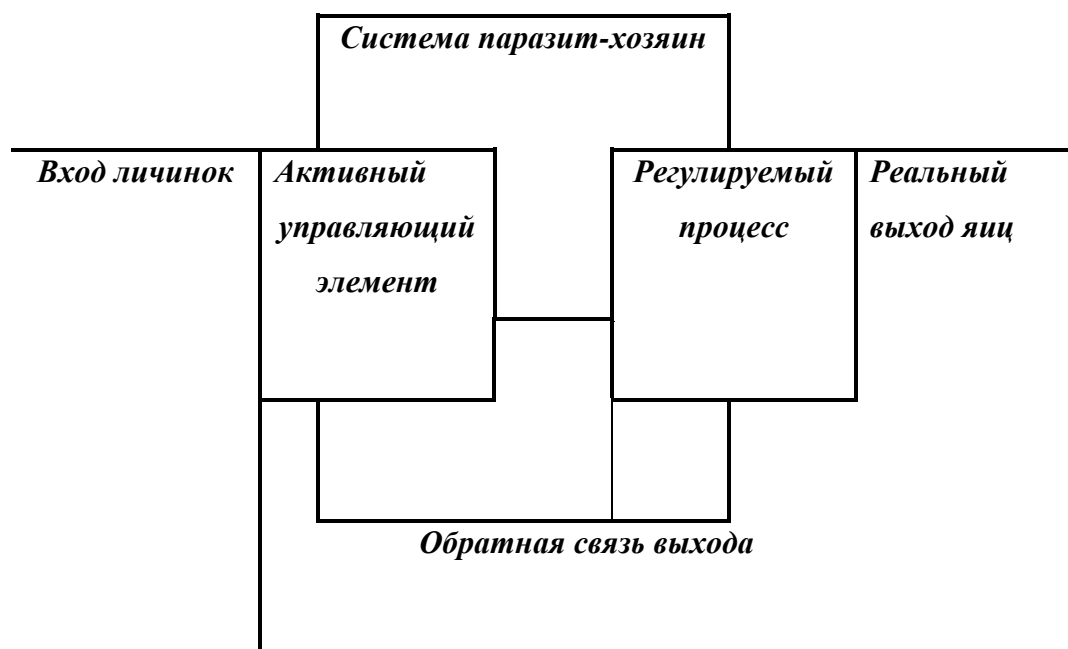 Система паразит-хозяин
Вход личинок
Активный
управляющий
элемент
Регулируемый
процесс
Реальный
выход яиц
Обратная связь выхода